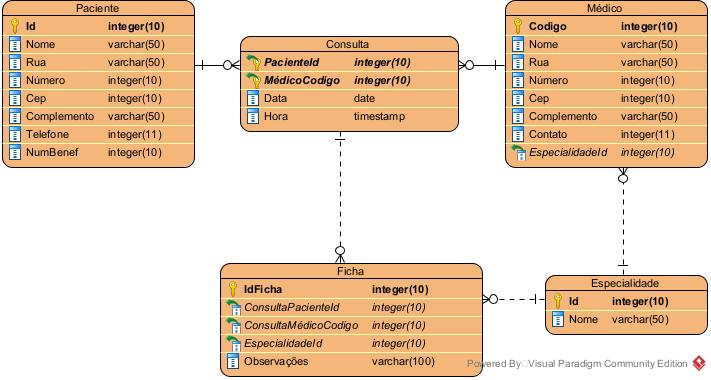 Paciente
Id integer(10)
Nome varchar(50)
Rua varchar(50)
Número integer(10)
Cep integer(10)
Complemento varchar(50)
Telefone integer(11)
NumBenef integer(10)
Consulta
PacienteId integer(10)
MédicoCodigo integer(10)
Data date
Hora timestamp
Médico
Codigo integer(10)
Nome varchar(50)
Rua varchar(50)
Número integer(10)
Cep integer(10)
Complemento varchar(50)
Contato integer(11)
EspecialidadeId integer(10)
Ficha
IdFicha integer(10)
ConsultaPacienteId integer(10)
ConsultaMédicoCodigo integer(10)
EspecialidadeId integer(10)
Observações varchar(100)
Especialidade
Id integer(10)
Nome varchar(50)
Powered By Visual Paradigm Community Edition